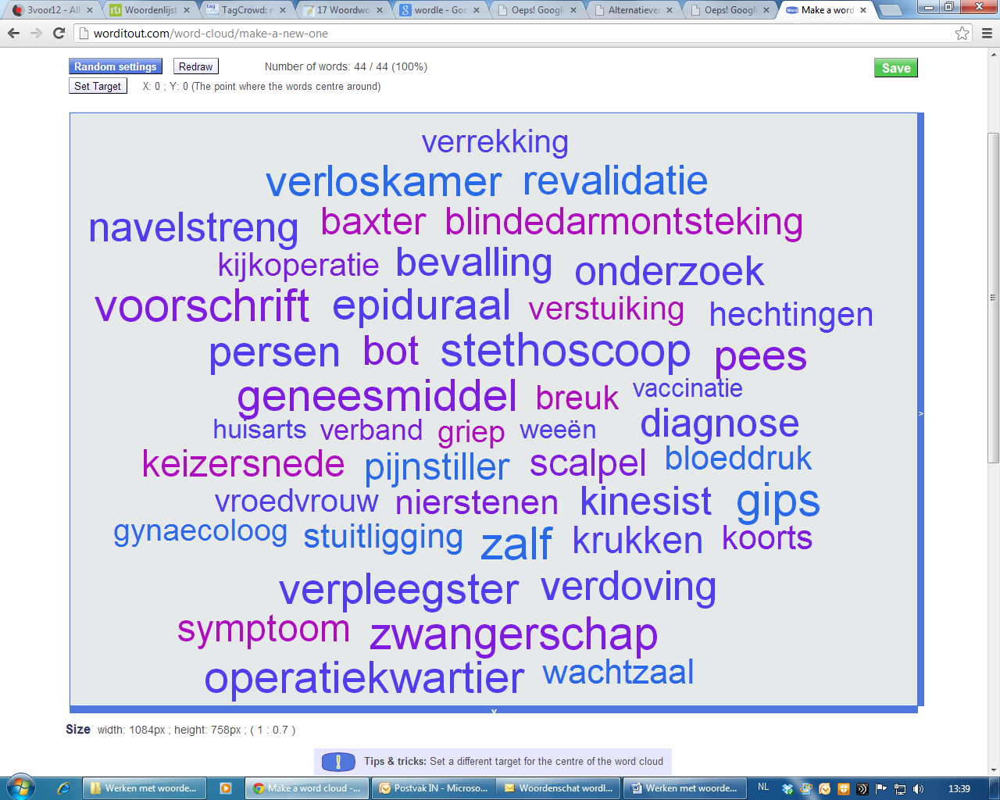 3voor12 - All
Woordenlijst
TagCrowd: r
17 Woordwo
wordle - Goo
Oeps! Google
Alternatieven
Oeps! Google
Make a word
worditout.com/word-cloud/make-a-new-one
Random settings Redraw Number of words: 44 / 44 (100%) Save
Set Target X: 0 ; Y: 0 (The point where the words centre around)
verrekking
verloskamer revalidatie
navelstreng baxter blindedarmontsteking
kijkoperatie bevalling onderzoek
voorschrift epiduraal verstuiking hechtingen
persen bot stethoscoop pees
geneesmiddel breuk vaccinatie
huisarts verband griep weeën diagnose
keizersnede pijnstiller scalpel bloeddruk
vroedvrouw nierstenen kinesist gips
gynaecoloog stuitligging zalf krukken koorts
verpleegster verdoving
symptoom zwangerschap
operatiekwartier wachtzaal
Size width: 1084px ; height: 758px ; ( 1 : 0.7 )
Tips & tricks: Set a different target for the centre of the word cloud
Werken met woorde... Make a word cloud -... Postvak IN - Microso... Woordenschat wordl... Werken met woorde... NL 13:39